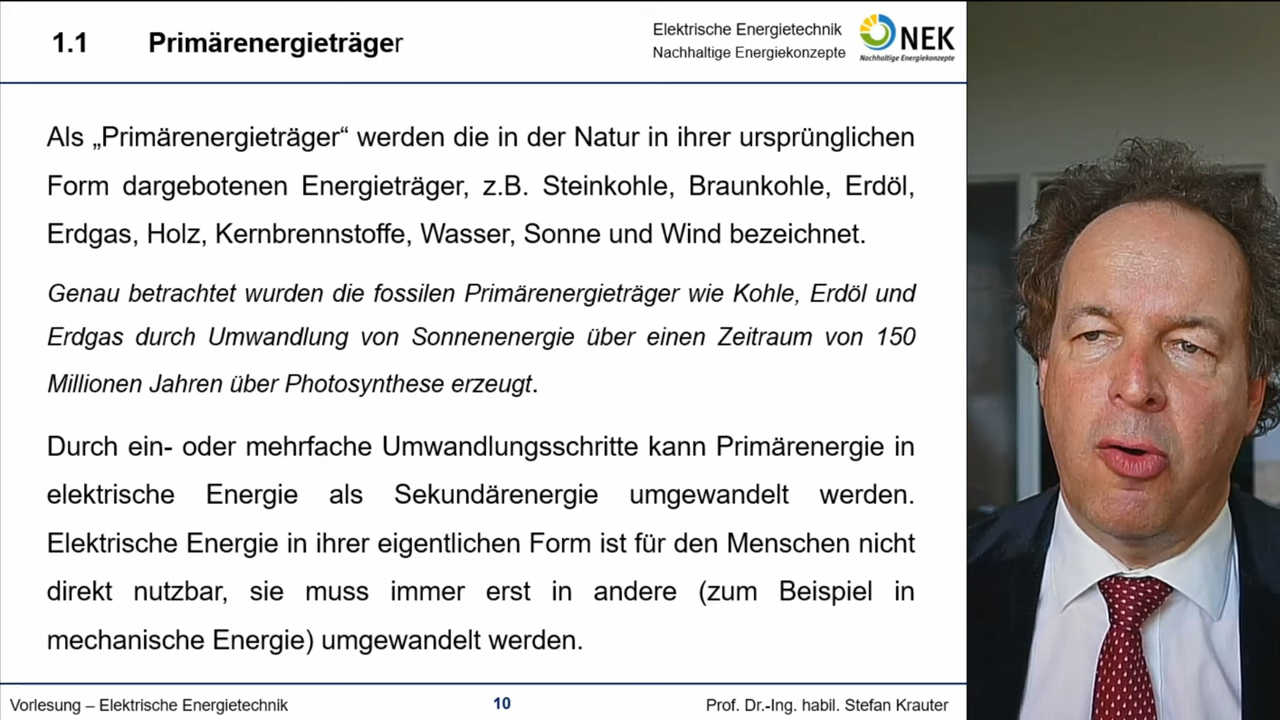 1.1 Primärenergieträger
Elektrische Energietechnik
Nachhaltige Energiekonzepte
NEK
Nachhaltige Energiekonzepte
Als „Primärenergieträger“ werden die in der Natur in ihrer ursprünglichen
Form dargebotenen Energieträger, z.B. Steinkohle, Braunkohle, Erdöl,
Erdgas, Holz, Kernbrennstoffe, Wasser, Sonne und Wind bezeichnet.
Genau betrachtet wurden die fossilen Primärenergieträger wie Kohle, Erdöl und
Erdgas durch Umwandlung von Sonnenenergie über einen Zeitraum von 150
Millionen Jahren über Photosynthese erzeugt.
Durch ein- oder mehrfache Umwandlungsschritte kann Primärenergie in
elektrische Energie als Sekundärenergie umgewandelt werden.
Elektrische Energie in ihrer eigentlichen Form ist für den Menschen nicht
direkt nutzbar, sie muss immer erst in andere (zum Beispiel in
mechanische Energie) umgewandelt werden.
Vorlesung – Elektrische Energietechnik
10
Prof. Dr.-Ing. habil. Stefan Krauter